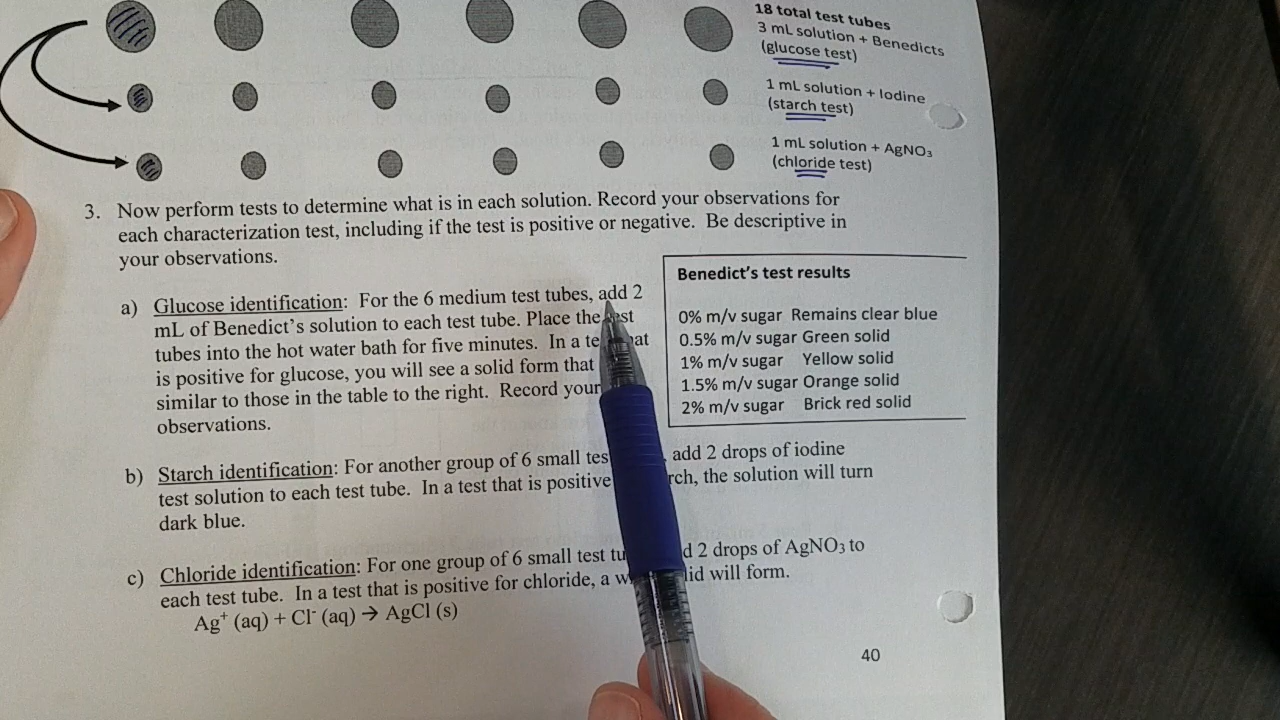 18 total test tubes
3 mL solution + Benedicts
(glucose test)
1 mL solution + Iodine
(starch test)
1 mL solution + AgNO₃
(chloride test)
3. Now perform tests to determine what is in each solution. Record your observations for
each characterization test, including if the test is positive or negative. Be descriptive in
your observations.
a) Glucose identification: For the 6 medium test tubes, add 2
mL of Benedict's solution to each test tube. Place the
tubes into the hot water bath for five minutes. In a
is positive for glucose, you will see a solid form that
similar to those in the table to the right. Record your
observations.
Benedict's test results
0% m/v sugar Remains clear blue
0.5% m/v sugar Green solid
1% m/v sugar Yellow solid
1.5% m/v sugar Orange solid
2% m/v sugar Brick red solid
b) Starch identification: For another group of 6 small add 2 drops of iodine
test solution to each test tube. In a test that is positive the solution will turn
dark blue.
c) Chloride identification: For one group of 6 small test 2 drops of AgNO₃ to
each test tube. In a test that is positive for chloride, a will form.
Ag⁺ (aq) + Cl⁻ (aq) → AgCl (s)
40